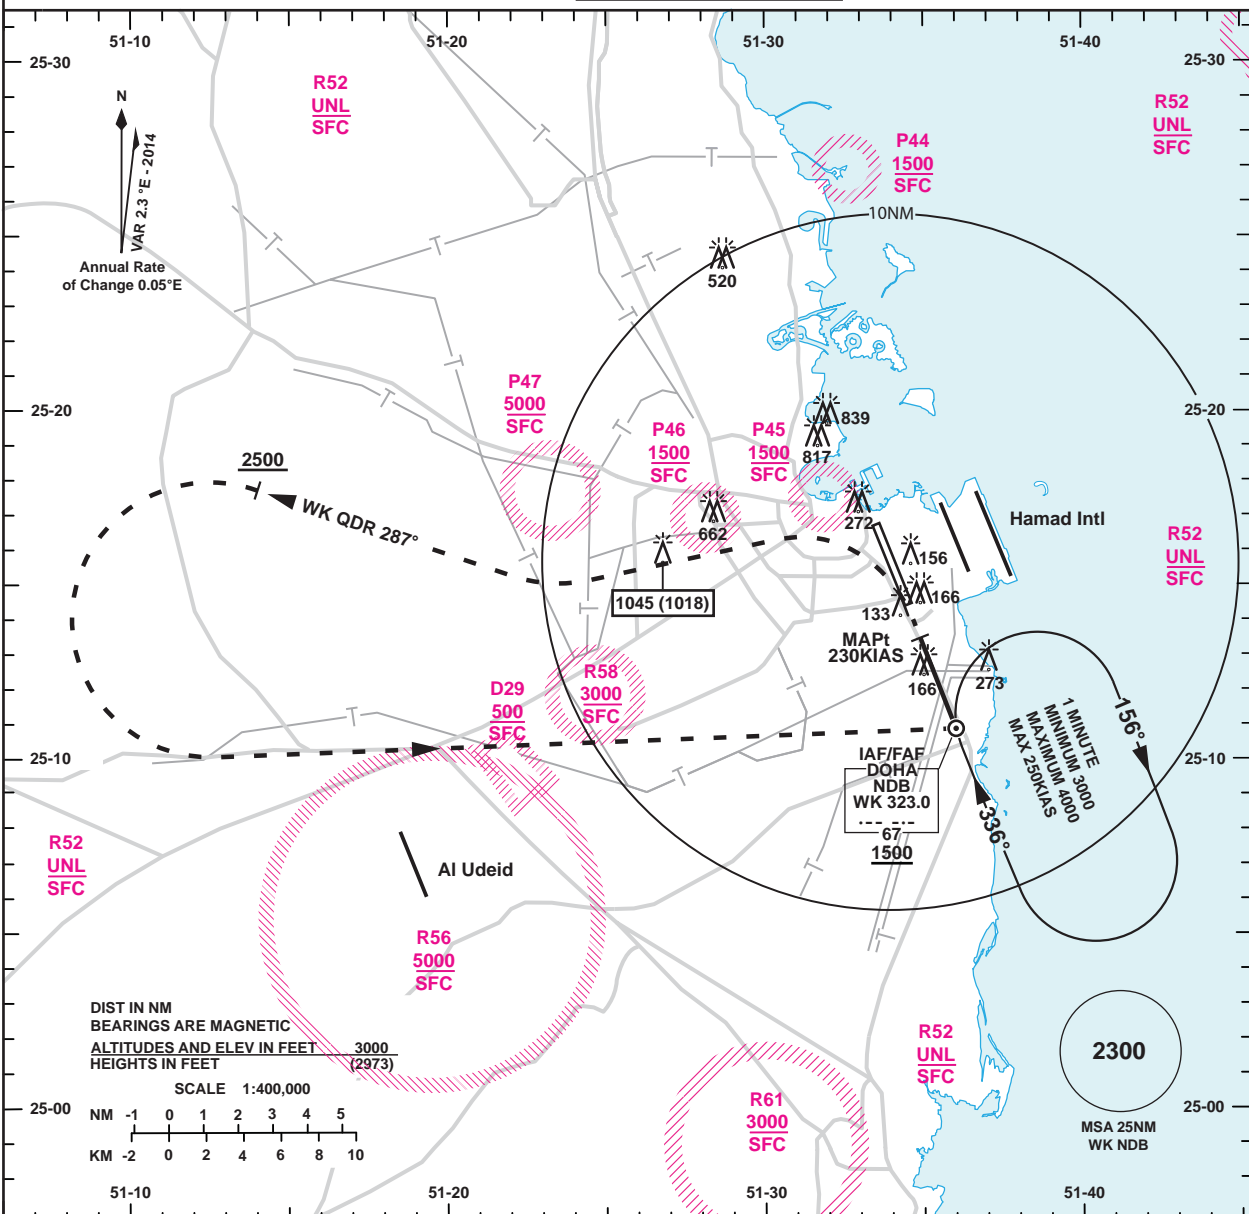 51-10
51-20
51-30
51-40
25-30
25-30
N
VAR 2.3 °E - 2014
Annual Rate
of Change 0.05°E
R52
UNL
SFC
R52
UNL
SFC
P44
1500
SFC
10NM
520
P47
5000
SFC
25-20
25-20
P46
1500
SFC
P45
1500
SFC
839
817
2500
WK QDR 287°
662
272
Hamad Intl
156
R52
UNL
SFC
1045 (1018)
133
166
MAPt
230KIAS
166
273
R58
3000
SFC
D29
500
SFC
156°
1 MINUTE
MINIMUM 3000
MAXIMUM 4000
MAX 250KIAS
25-10
25-10
IAF/FAF
DOHA
NDB
WK 323.0
67
1500
336°
R52
UNL
SFC
Al Udeid
R56
5000
SFC
DIST IN NM
BEARINGS ARE MAGNETIC
ALTITUDES AND ELEV IN FEET 3000
HEIGHTS IN FEET (2973)
SCALE 1:400,000
NM -1 0 1 2 3 4 5
KM -2 0 2 4 6 8 10
25-00
25-00
R52
UNL
SFC
2300
MSA 25NM
WK NDB
R61
3000
SFC
51-10
51-20
51-30
51-40